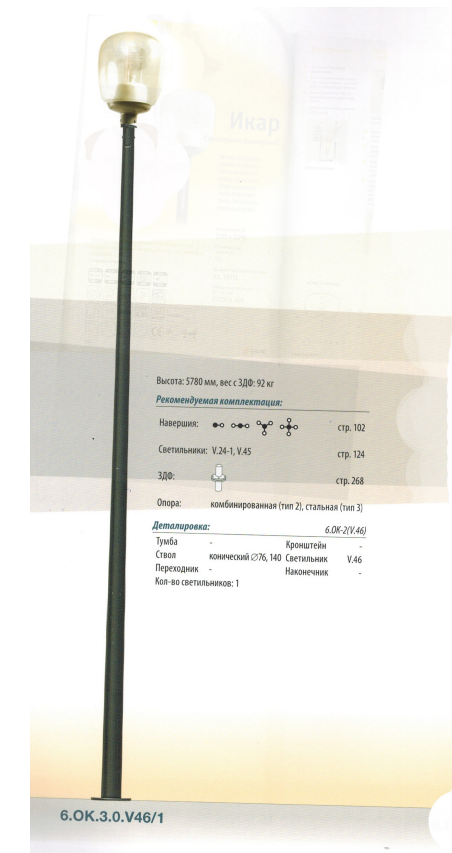 Икар
Высота: 5780 мм, вес с ЗДФ: 92 кг
Рекомендуемая комплектация:
Навершия: стр. 102
Светильники: V.24-1, V.45 стр. 124
ЗДФ: стр. 268
Опора: комбинированная (тип 2), стальная (тип 3)
Деталировка: 6.ОК-2(V.46)
Тумба - Кронштейн -
Ствол конический ∅76, 140 Светильник V.46
Переходник - Наконечник -
Кол-во светильников: 1
6.ОК.3.0.V46/1